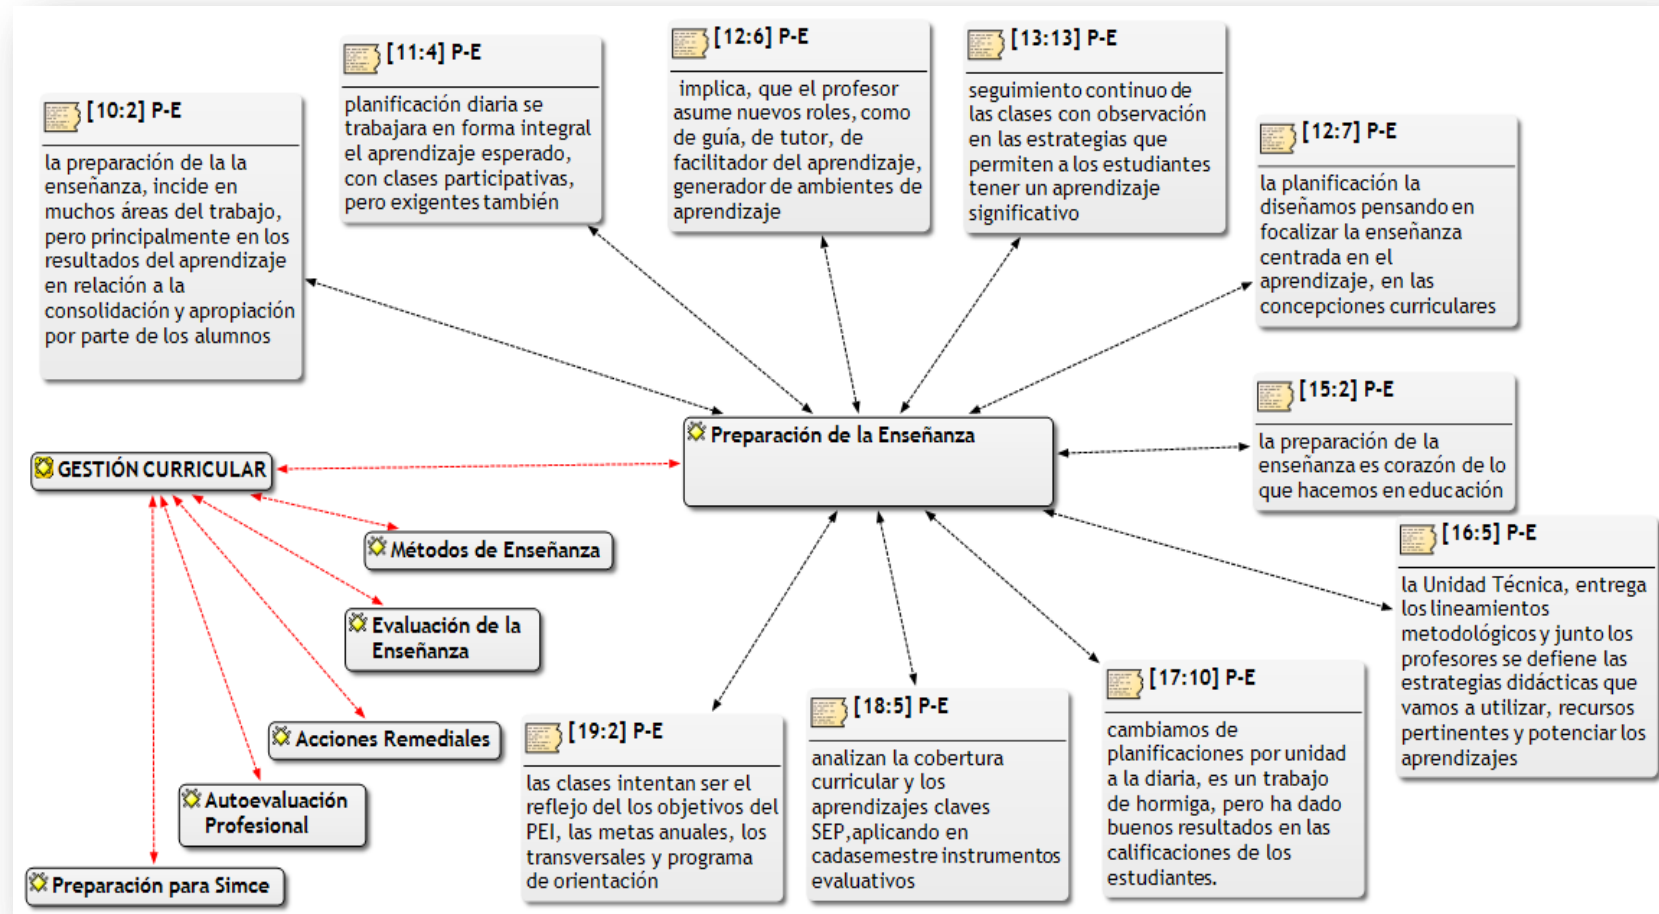 [10:2] P-E
la preparación de la la
enseñanza, incide en
muchos áreas del trabajo,
pero principalmente en los
resultados del aprendizaje
en relación a la
consolidación y apropiación
por parte de los alumnos
[11:4] P-E
planificación diaria se
trabajara en forma integral
el aprendizaje esperado,
con clases participativas,
pero exigentes también
[12:6] P-E
implica, que el profesor
asume nuevos roles, como
de guía, de tutor, de
facilitador del aprendizaje,
generador de ambientes de
aprendizaje
[13:13] P-E
seguimiento continuo de
las clases con observación
en las estrategias que
permiten a los estudiantes
tener un aprendizaje
significativo
[12:7] P-E
la planificación la
diseñamos pensando en
focalizar la enseñanza
centrada en el
aprendizaje, en las
concepciones curriculares
[15:2] P-E
la preparación de la
enseñanza es corazón de lo
que hacemos en educación
Preparación de la Enseñanza
GESTIÓN CURRICULAR
Métodos de Enseñanza
Evaluación de la
Enseñanza
Acciones Remediales
Autoevaluación
Profesional
Preparación para Simce
[16:5] P-E
la Unidad Técnica, entrega
los lineamientos
metodológicos y junto los
profesores se defiene las
estrategias didácticas que
vamos a utilizar, recursos
pertinentes y potenciar los
aprendizajes
[17:10] P-E
cambiamos de
planificaciones por unidad
a la diaria, es un trabajo
de hormiga, pero ha dado
buenos resultados en las
calificaciones de los
estudiantes.
[18:5] P-E
analizan la cobertura
curricular y los
aprendizajes claves
SEP,aplicando en
cadasemestre instrumentos
evaluativos
[19:2] P-E
las clases intentan ser el
reflejo del los objetivos del
PEI, las metas anuales, los
transversales y programa
de orientación